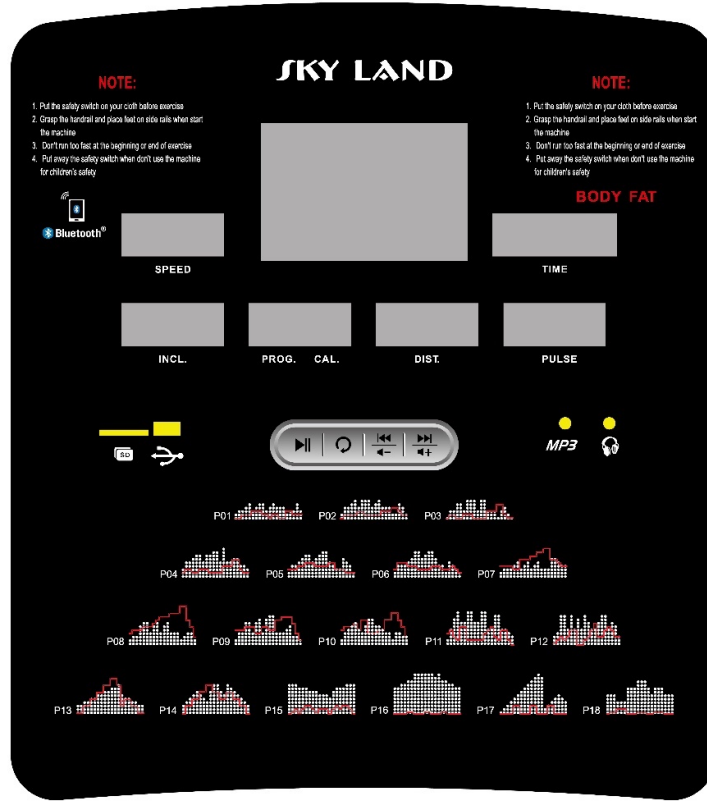 SKY LAND
NOTE:
1. Put the safety switch on your cloth before exercise
2. Grasp the handrail and place feet on side rails when start
the machine
3. Don't run too fast at the beginning or end of exercise
4. Put away the safety switch when don't use the machine
for children's safety
NOTE:
1. Put the safety switch on your cloth before exercise
2. Grasp the handrail and place feet on side rails when start
the machine
3. Don't run too fast at the beginning or end of exercise
4. Put away the safety switch when don't use the machine
for children's safety
BODY FAT
Bluetooth®
SPEED
TIME
INCL.
PROG. CAL.
DIST.
PULSE
SD
MP3
P01
P02
P03
P04
P05
P06
P07
P08
P09
P10
P11
P12
P13
P14
P15
P16
P17
P18